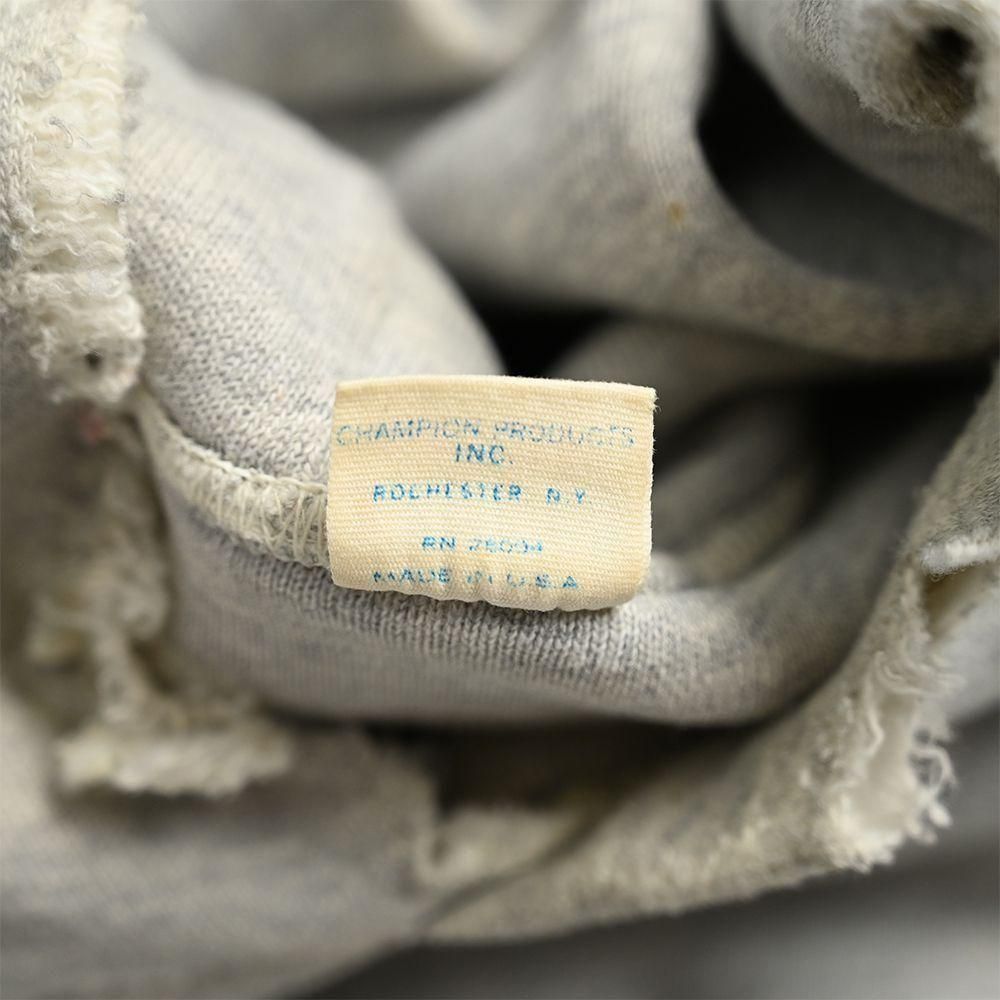 CHAMPION PRODUCTS
INC.
ROCHESTER N.Y.
RN 26094
MADE IN U.S.A